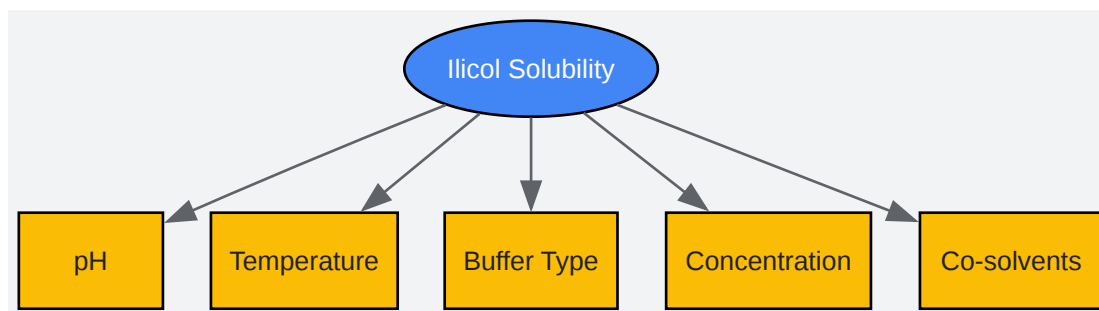 Ilicol Solubility
pH
Temperature
Buffer Type
Concentration
Co-solvents